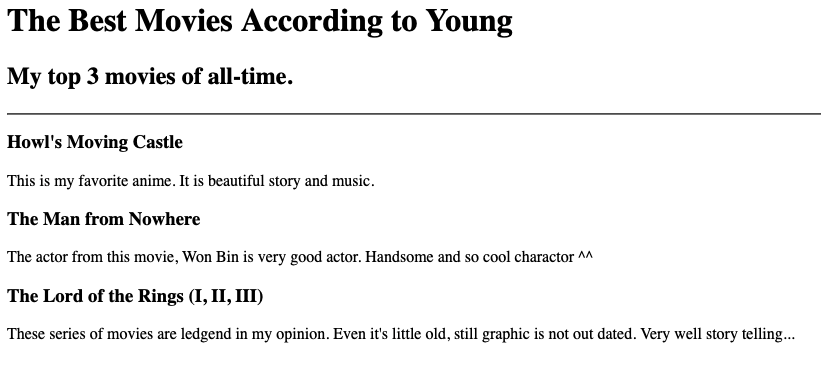 The Best Movies According to Young
My top 3 movies of all-time.
Howl's Moving Castle
This is my favorite anime. It is beautiful story and music.
The Man from Nowhere
The actor from this movie, Won Bin is very good actor. Handsome and so cool charactor ^^
The Lord of the Rings (I, II, III)
These series of movies are ledgend in my opinion. Even it's little old, still graphic is not out dated. Very well story telling...